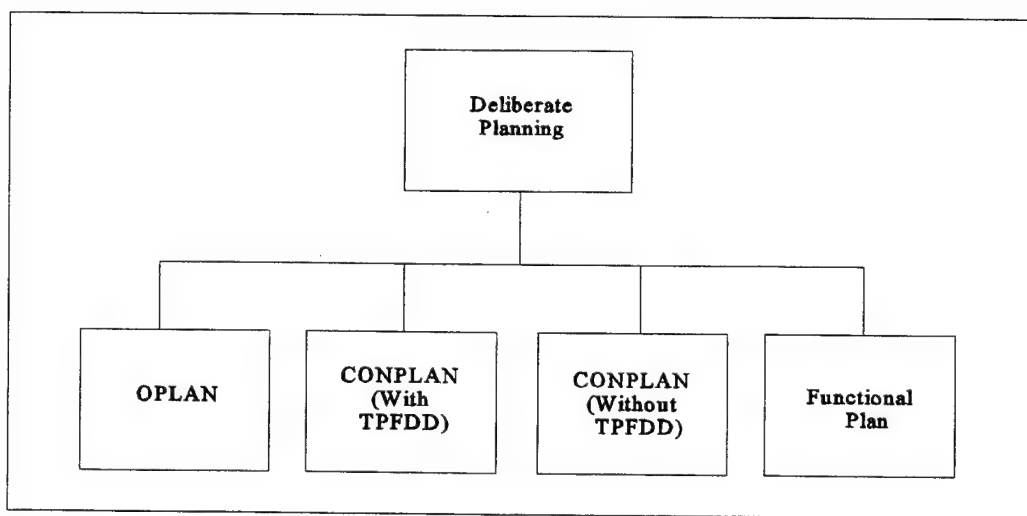 Deliberate
Planning
OPLAN
CONPLAN
(With
TPFDD)
CONPLAN
(Without
TPFDD)
Functional
Plan